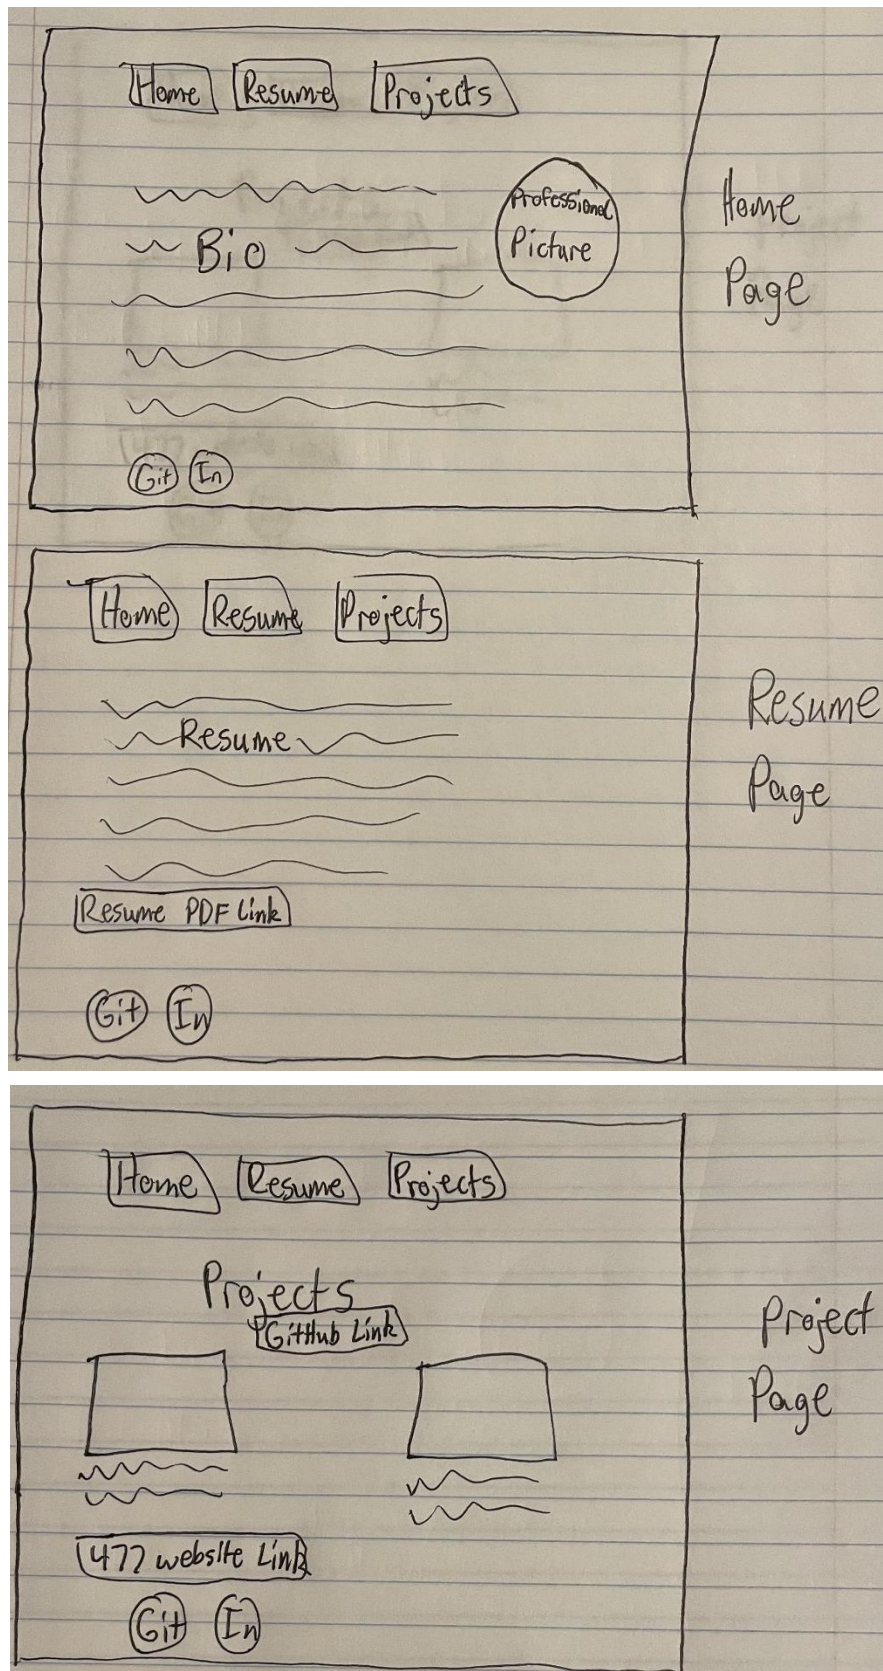 Home Resume Projects
Professional
Picture
Bio
Git In
Home
Page
Home Resume Projects
Resume
Resume PDF Link
Git In
Resume
Page
Home Resume Projects
Projects
GitHub Link
477 website Link
Git In
Project
Page